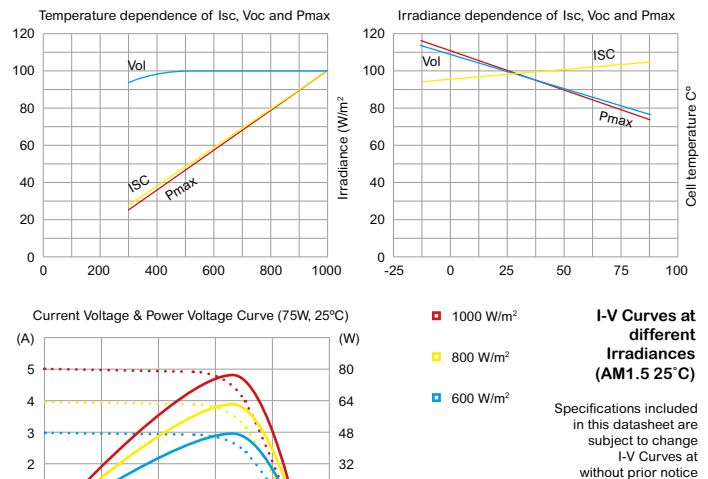 Temperature dependence of Isc, Voc and Pmax
120
100
80
60
40
20
0
0 200 400 600 800 1000
Vol
ISC
Pmax
Irradiance (W/m²
Irradiance dependence of Isc, Voc and Pmax
120
100
80
60
40
20
0
-25 0 25 50 75 100
Vol
ISC
Pmax
Cell temperature C°
Current Voltage & Power Voltage Curve (75W, 25ºC)
(A) (W)
5 80
4 64
3 48
2 32
1000 W/m²
800 W/m²
600 W/m²
I-V Curves at
different
Irradiances
(AM1.5 25˚C)
Specifications included
in this datasheet are
subject to change
I-V Curves at
without prior notice